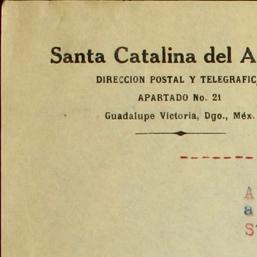 Santa Catalina del A
DIRECCION POSTAL Y TELEGRAFIC
APARTADO No. 21
Guadalupe Victoria, Dgo., Méx.
A
a
S